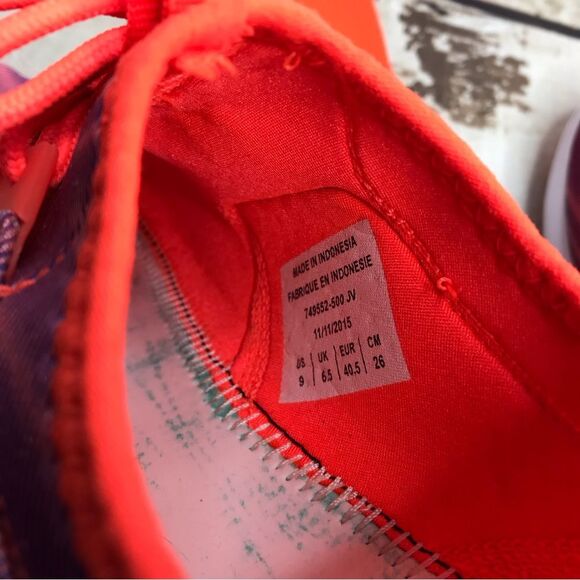 MADE IN INDONESIA
FABRIQUE EN INDONESIE
749552-500 JV
11/11/2015
US UK EUR CM
9 6.5 40.5 26